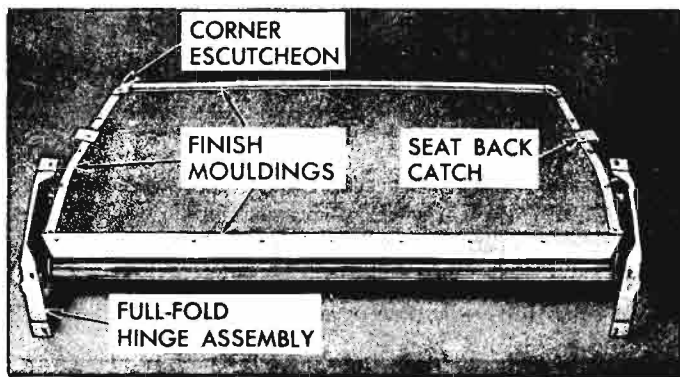 CORNER
ESCUTCHEON
FINISH
MOULDINGS
SEAT BACK
CATCH
FULL-FOLD
HINGE ASSEMBLY